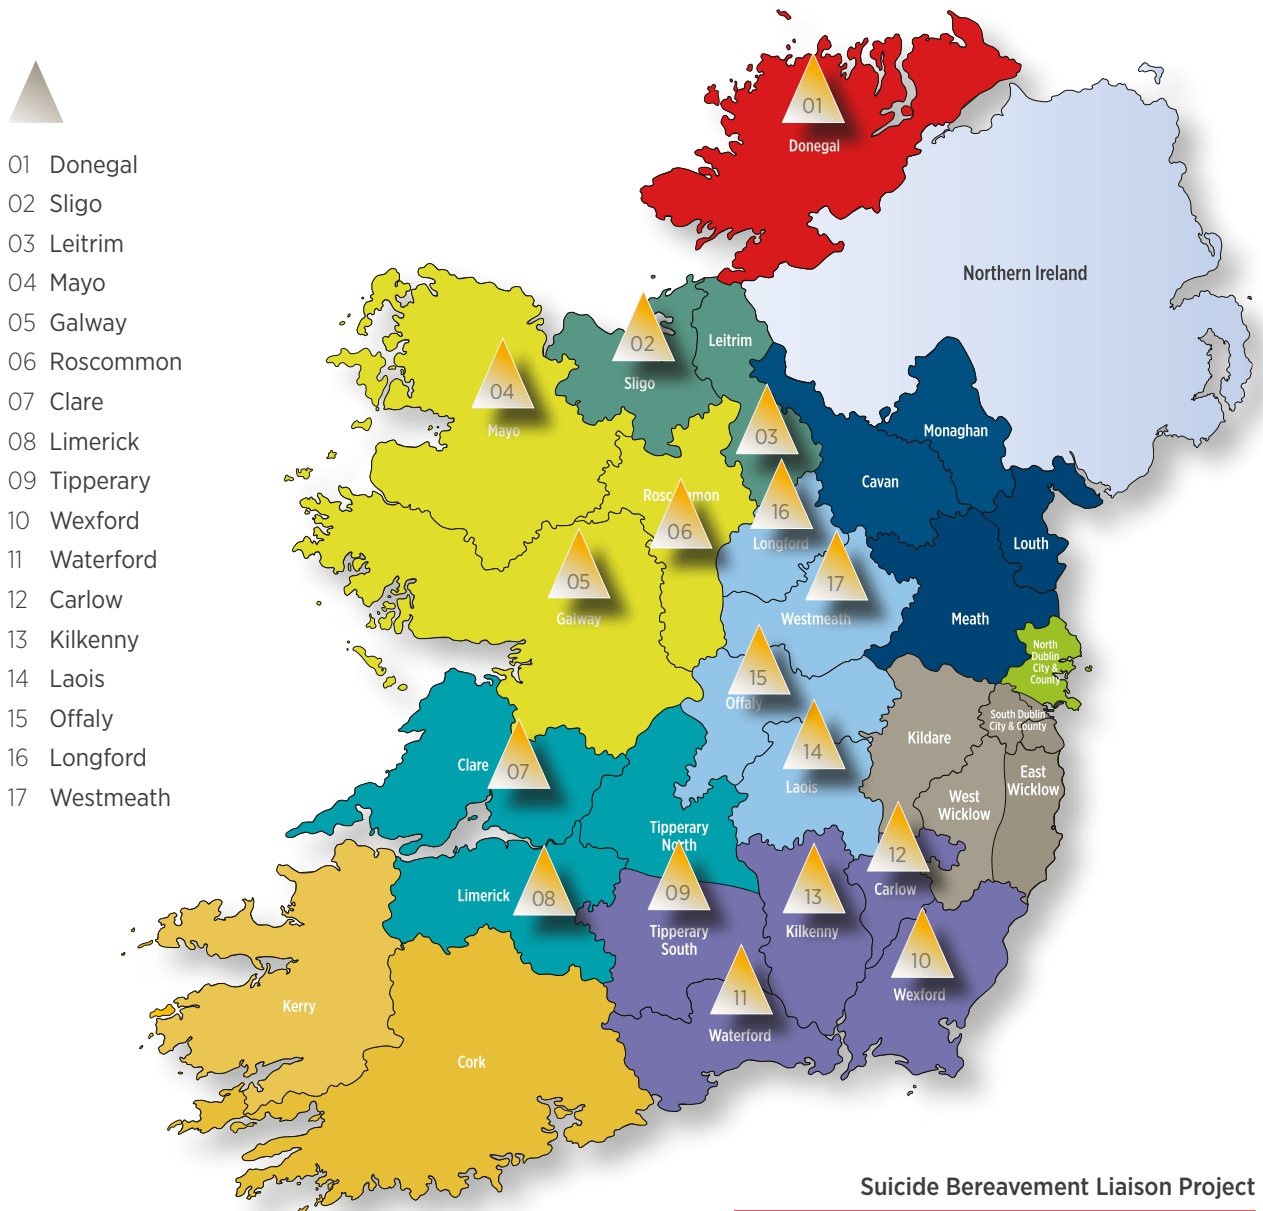 01 Donegal
02 Sligo
03 Leitrim
04 Mayo
05 Galway
06 Roscommon
07 Clare
08 Limerick
09 Tipperary
10 Wexford
11 Waterford
12 Carlow
13 Kilkenny
14 Laois
15 Offaly
16 Longford
17 Westmeath
01
Donegal
Northern Ireland
02
Sligo
Leitrim
04
Mayo
03
Monaghan
Cavan
Roscommon
06
16
Longford
Louth
05
Galway
17
Westmeath
Meath
North
Dublin
City &
County
15
Offaly
South Dublin
City & County
Kildare
14
Laois
Clare
07
East
Wicklow
West
Wicklow
Tipperary
North
12
Carlow
Limerick
08
09
Tipperary
South
13
Kilkenny
10
Wexford
11
Waterford
Kerry
Cork
Suicide Bereavement Liaison Project